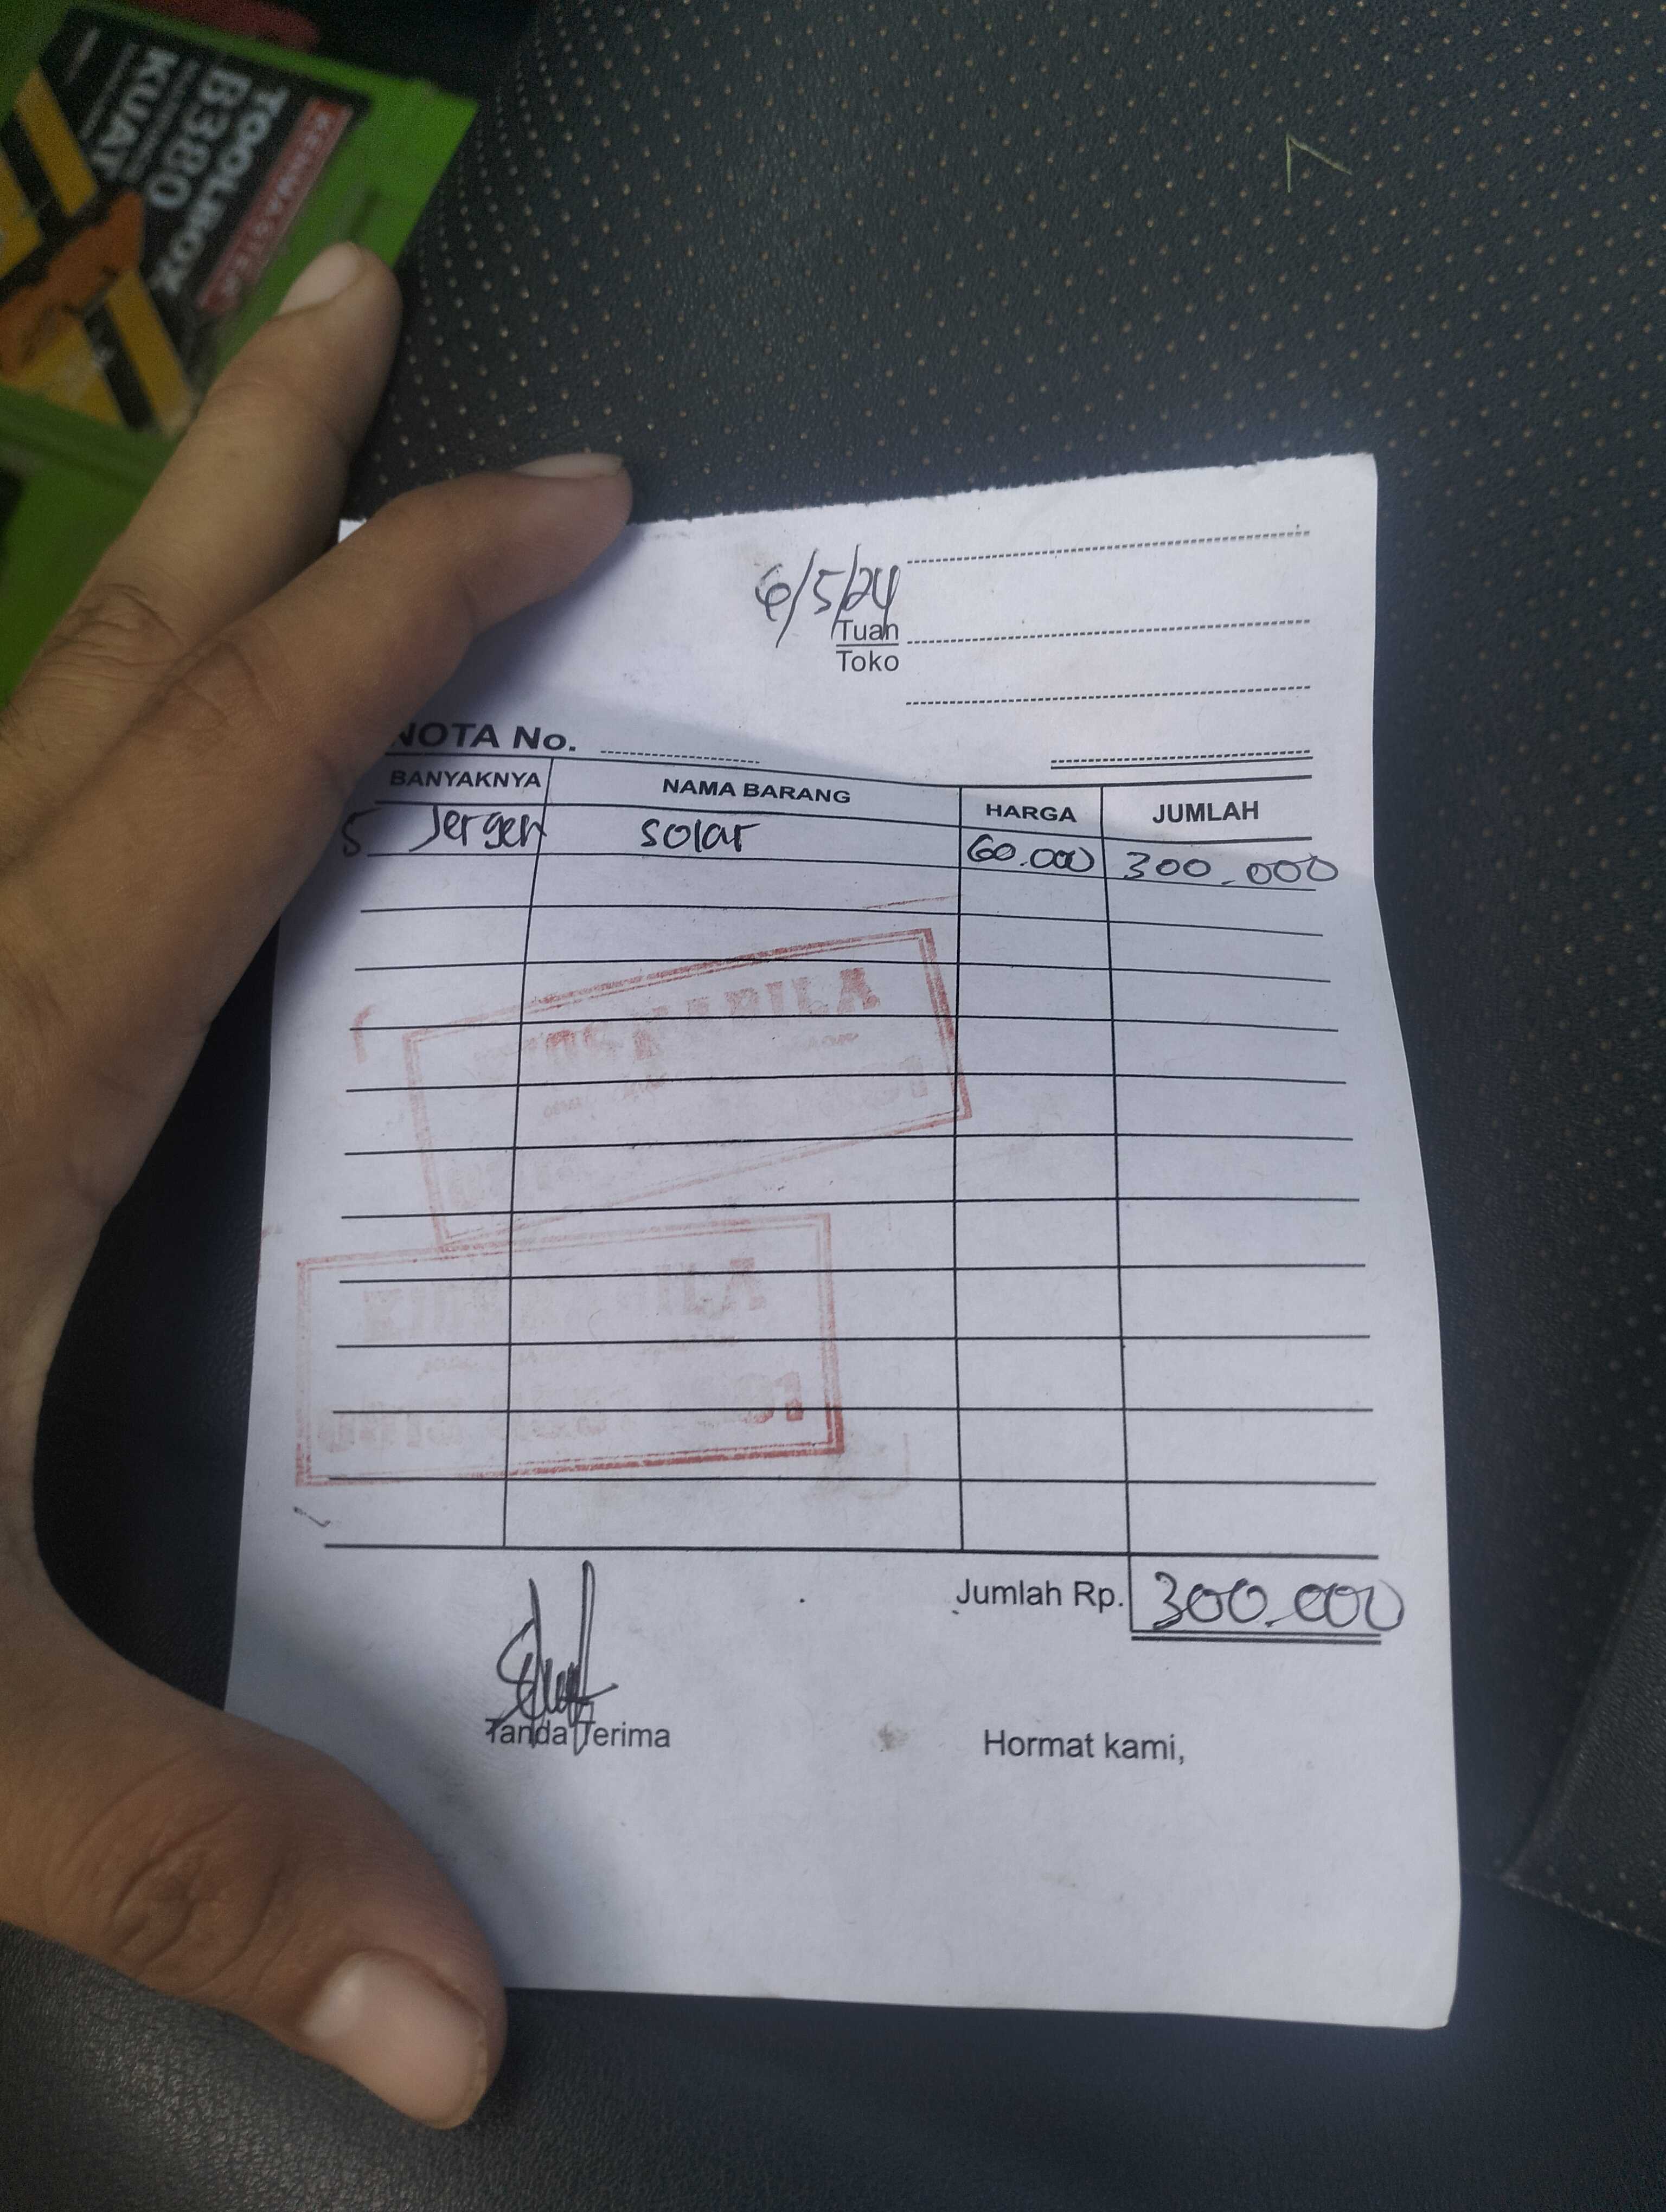 KENMASTER
TOOLBOX
B380
KUAT
6/5/24
Tuan
Toko
NOTA No.
BANYAKNYA NAMA BARANG HARGA JUMLAH
5 Jergen solar 60.000 300.000
Jumlah Rp. 300.000
Tanda Terima Hormat kami,